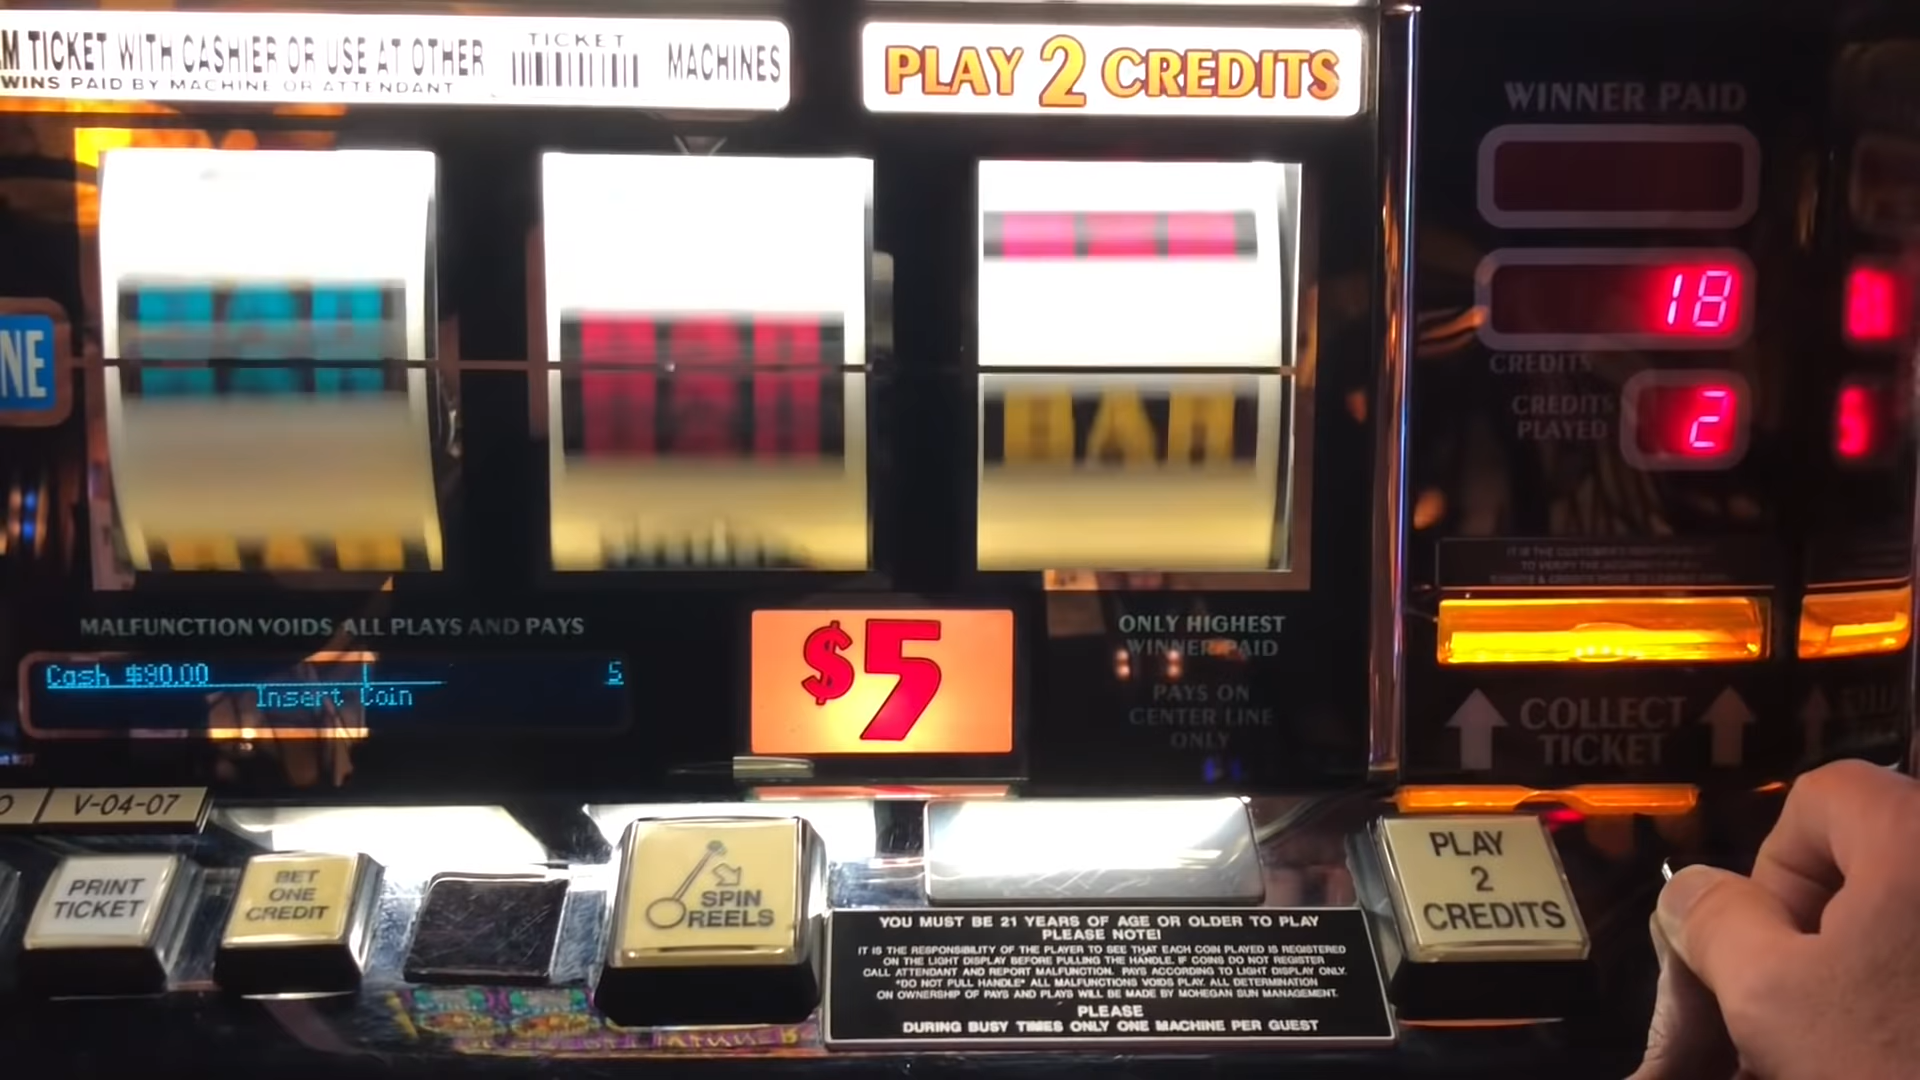 M TICKET WITH CASHIER OR USE AT OTHER
TICKET
MACHINES
WINS PAID BY MACHINE OR ATTENDANT
PLAY 2 CREDITS
WINNER PAID
18
CREDITS
CREDITS
PLAYED
2
NE
BAR
MALFUNCTION VOIDS ALL PLAYS AND PAYS
Cash $90.00
5
Insert Coin
$5
ONLY HIGHEST
WINNER PAID
PAYS ON
CENTER LINE
ONLY
COLLECT
TICKET
V-04-07
PRINT
TICKET
BET
ONE
CREDIT
SPIN
REELS
PLAY
2
CREDITS
YOU MUST BE 21 YEARS OF AGE OR OLDER TO PLAY
PLEASE NOTE!
IT IS THE RESPONSIBILITY OF THE PLAYER TO SEE THAT EACH COIN PLAYED IS REGISTERED
ON THE LIGHT DISPLAY BEFORE PULLING THE HANDLE. IF COINS DO NOT REGISTER
CALL ATTENDANT AND REPORT MALFUNCTION. PAYS ACCORDING TO LIGHT DISPLAY ONLY.
"DO NOT PULL HANDLE" ALL MALFUNCTIONS VOIDS PLAY. ALL DETERMINATION
ON OWNERSHIP OF PAYS AND PLAYS WILL BE MADE BY MOHEGAN SUN MANAGEMENT.
PLEASE
DURING BUSY TIMES ONLY ONE MACHINE PER GUEST